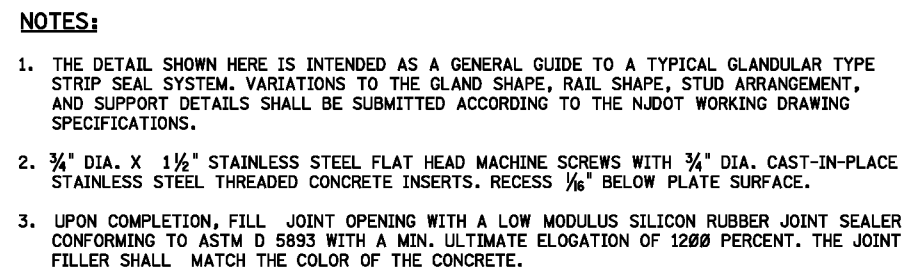 NOTES:
1. THE DETAIL SHOWN HERE IS INTENDED AS A GENERAL GUIDE TO A TYPICAL GLANDULAR TYPE
STRIP SEAL SYSTEM. VARIATIONS TO THE GLAND SHAPE, RAIL SHAPE, STUD ARRANGEMENT,
AND SUPPORT DETAILS SHALL BE SUBMITTED ACCORDING TO THE NJDOT WORKING DRAWING
SPECIFICATIONS.
2. 3/4" DIA. X 1 1/2" STAINLESS STEEL FLAT HEAD MACHINE SCREWS WITH 3/4" DIA. CAST-IN-PLACE
STAINLESS STEEL THREADED CONCRETE INSERTS. RECESS 1/16" BELOW PLATE SURFACE.
3. UPON COMPLETION, FILL JOINT OPENING WITH A LOW MODULUS SILICON RUBBER JOINT SEALER
CONFORMING TO ASTM D 5893 WITH A MIN. ULTIMATE ELOGATION OF 1200 PERCENT. THE JOINT
FILLER SHALL MATCH THE COLOR OF THE CONCRETE.